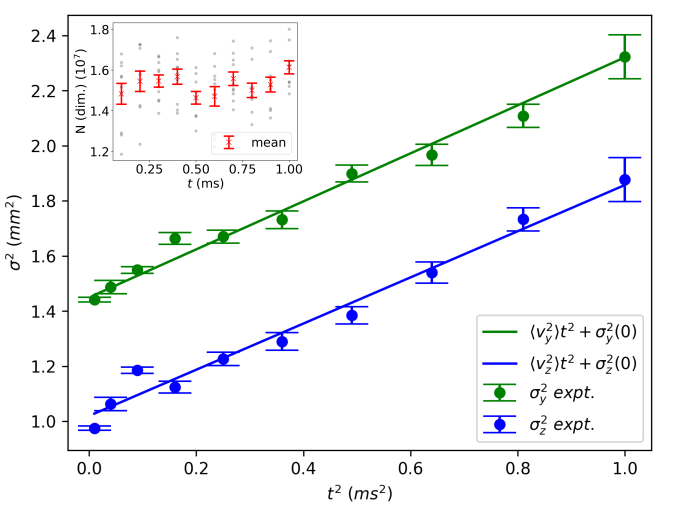 2.4
2.2
2.0
1.8
1.6
1.4
1.2
1.0
σ² (mm²)
0.0 0.2 0.4 0.6 0.8 1.0
t² (ms²)
1.8
1.6
1.4
1.2
N (dim.) (10⁷)
0.25 0.50 0.75 1.00
t (ms)
mean
⟨v_y²⟩t² + σ_y²(0)
⟨v_z²⟩t² + σ_z²(0)
σ_y² expt.
σ_z² expt.